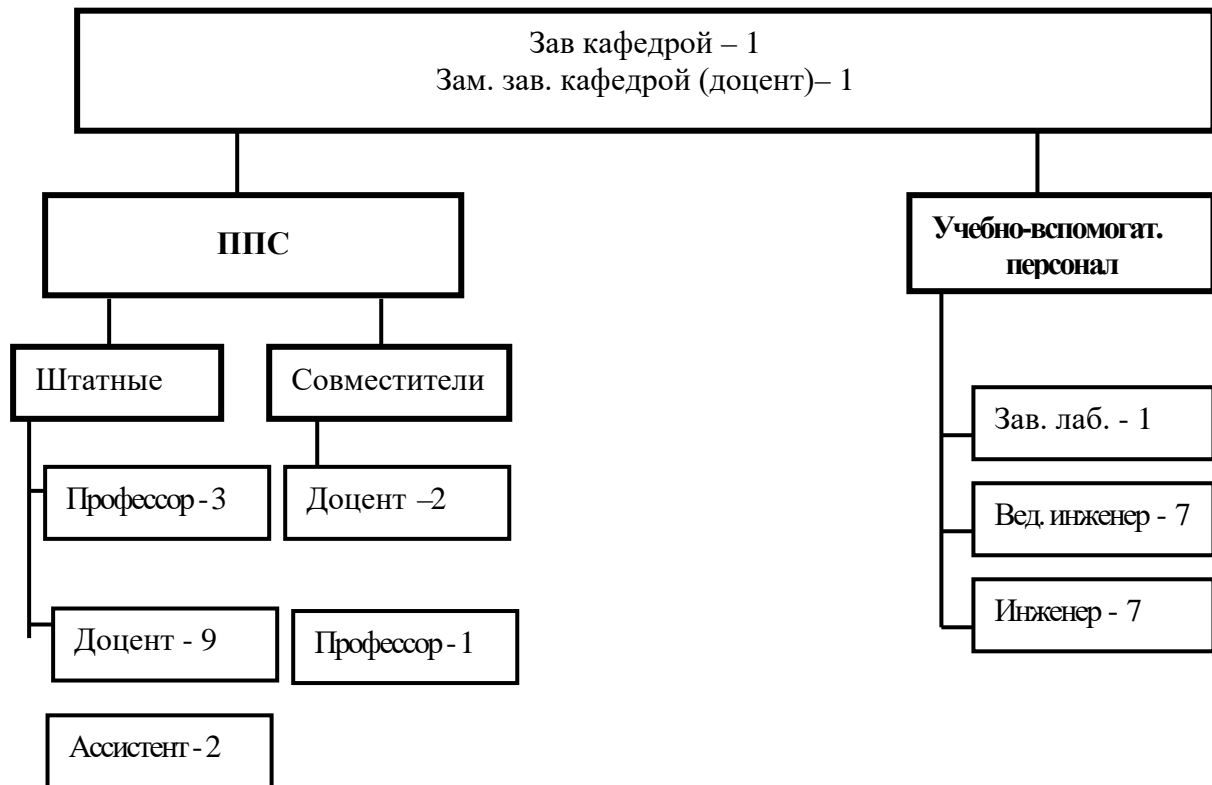 Зав кафедрой – 1
Зам. зав. кафедрой (доцент)– 1
ППС
Учебно-вспомогат.
персонал
Штатные
Совместители
Зав. лаб. - 1
Профессор - 3
Доцент –2
Вед. инженер - 7
Инженер - 7
Доцент - 9
Профессор - 1
Ассистент - 2